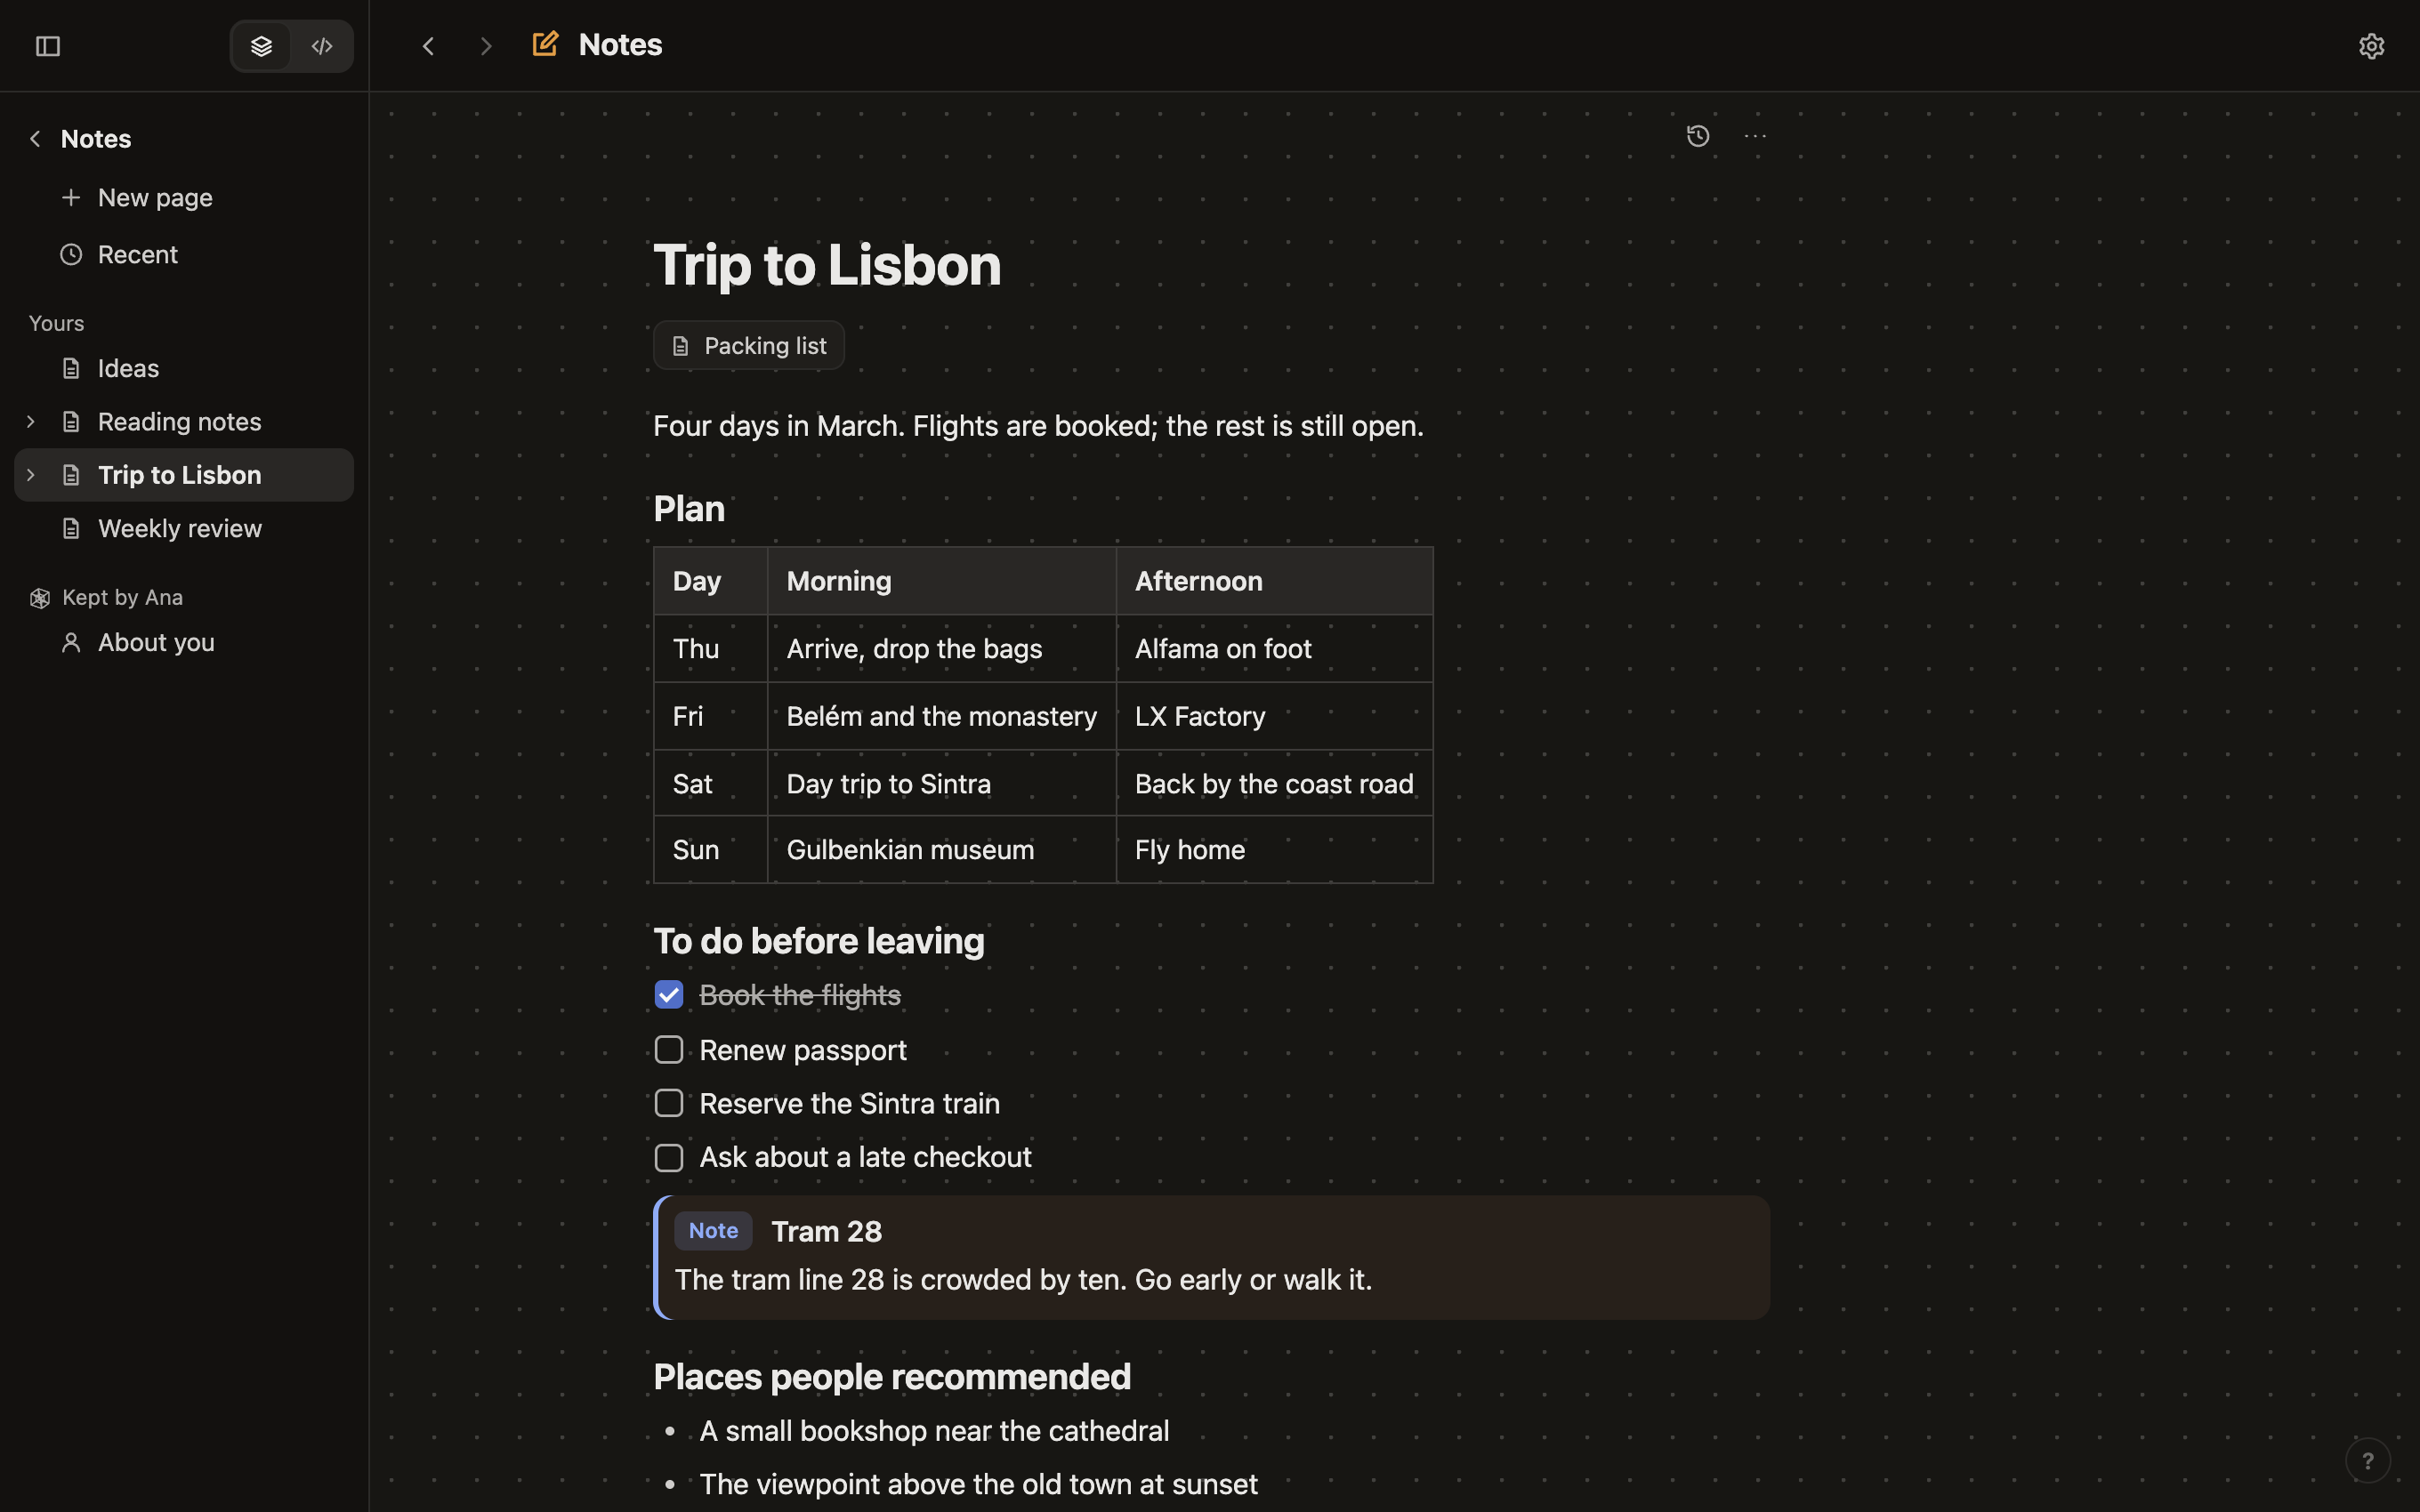 Notes
Notes
New page
Recent
Yours
Ideas
Reading notes
Trip to Lisbon
Weekly review
Kept by Ana
About you
Trip to Lisbon
Packing list
Four days in March. Flights are booked; the rest is still open.
Plan
Day Morning Afternoon
Thu Arrive, drop the bags Alfama on foot
Fri Belém and the monastery LX Factory
Sat Day trip to Sintra Back by the coast road
Sun Gulbenkian museum Fly home
To do before leaving
Book the flights
Renew passport
Reserve the Sintra train
Ask about a late checkout
Note Tram 28
The tram line 28 is crowded by ten. Go early or walk it.
Places people recommended
• A small bookshop near the cathedral
• The viewpoint above the old town at sunset
?